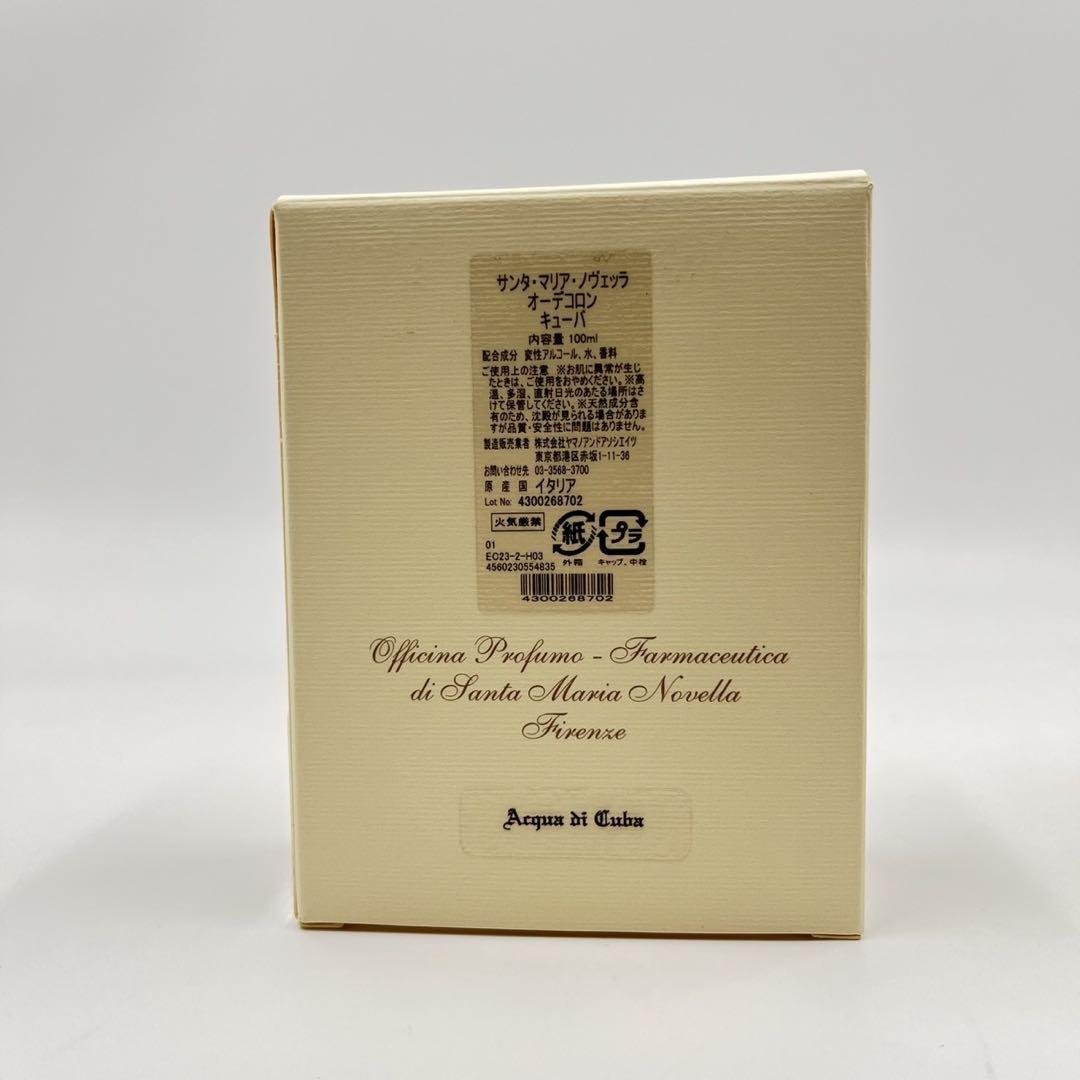 サンタ・マリア・ノヴェッラ
オーデコロン
キューバ
内容量 100ml
配合成分 変性アルコール、水、香料
ご使用上の注意 ※お肌に異常が生じ
たときは、ご使用をおやめください。※高
温、多湿、直射日光のあたる場所はさ
けて保管してください。※天然成分含
有のため、沈殿が見られる場合がありま
すが品質・安全性に問題はありません。
製造販売業者 株式会社ヤマノアンドアソシエイツ
東京都港区赤坂1-11-36
お問い合わせ先 03-3568-3700
原産国 イタリア
Lot No: 4300268702
火気厳禁 紙 プラ
01
EC23-2-H03
4560230554835 外箱 キャップ、中栓
4300268702
Officina Profumo - Farmaceutica
di Santa Maria Novella
Firenze
Acqua di Cuba